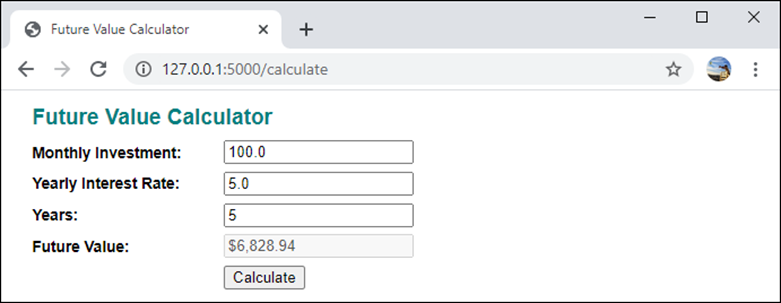 Future Value Calculator
127.0.0.1:5000/calculate
Future Value Calculator
Monthly Investment: 100.0
Yearly Interest Rate: 5.0
Years: 5
Future Value: $6,828.94
Calculate